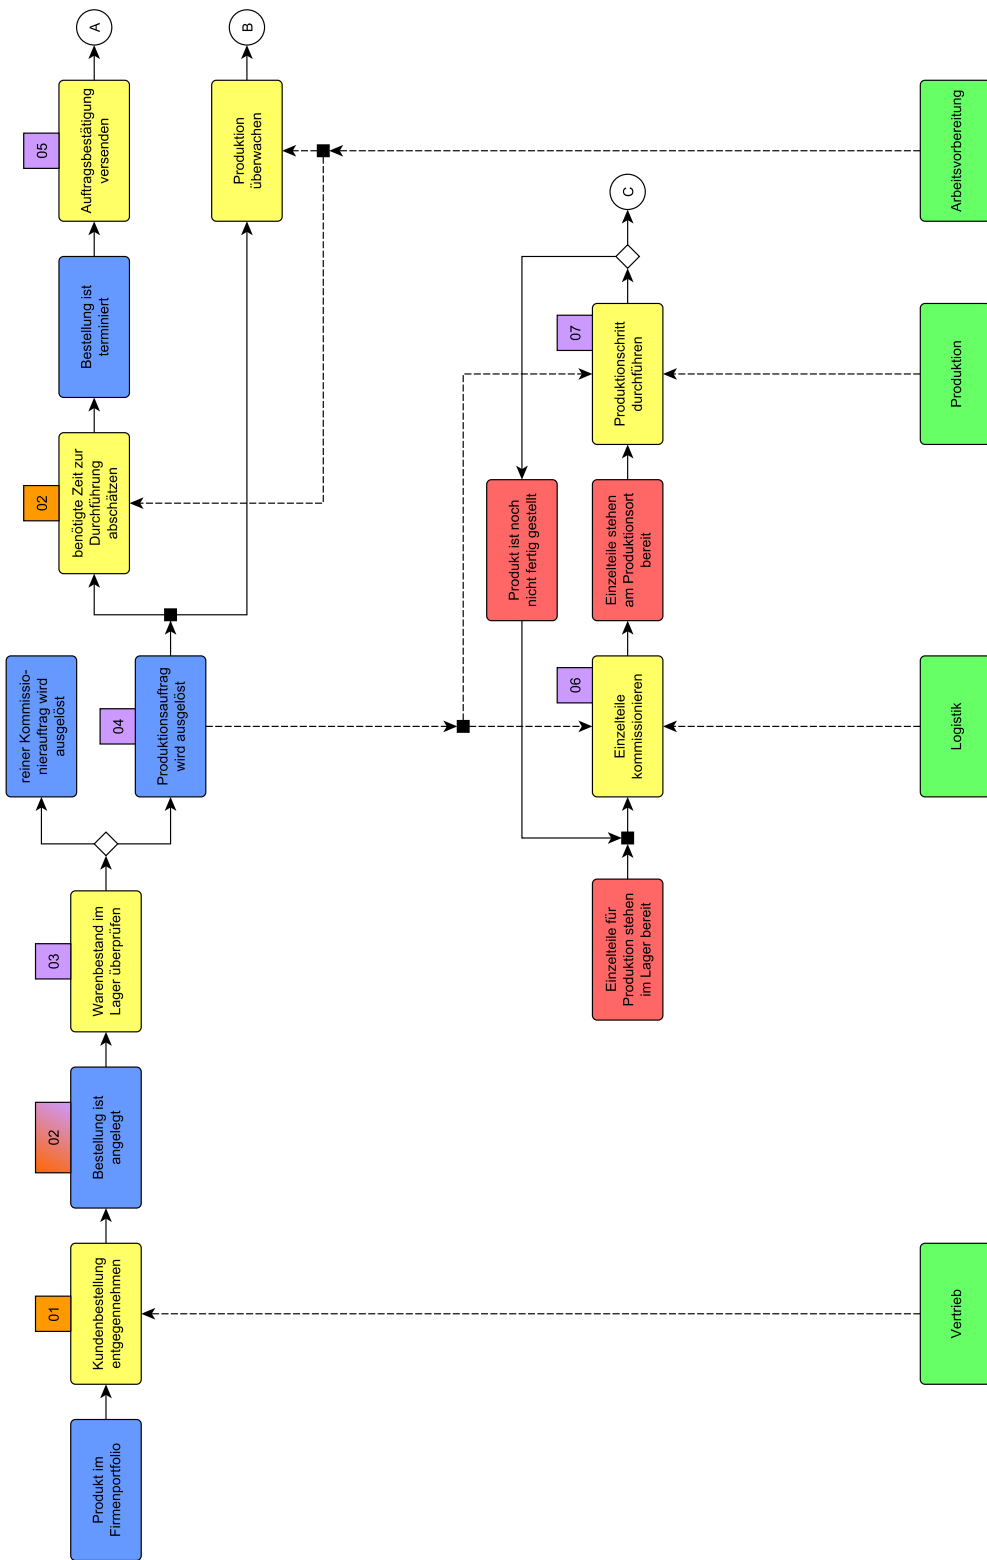 Produkt im
Firmenportfolio
01
Kundenbestellung
entgegennehmen
02
Bestellung ist
angelegt
03
Warenbestand im
Lager überprüfen
reiner Kommissio-
nierauftrag wird
ausgelöst
04
Produktionsauftrag
wird ausgelöst
02
benötigte Zeit zur
Durchführung
abschätzen
Bestellung ist
terminiert
05
Auftragsbestätigung
versenden
A
Produktion
überwachen
B
Produkt ist noch
nicht fertig gestellt
Einzelteile für
Produktion stehen
im Lager bereit
06
Einzelteile
kommissionieren
Einzelteile stehen
am Produktionsort
bereit
07
Produktionschritt
durchführen
C
Vertrieb
Logistik
Produktion
Arbeitsvorbereitung